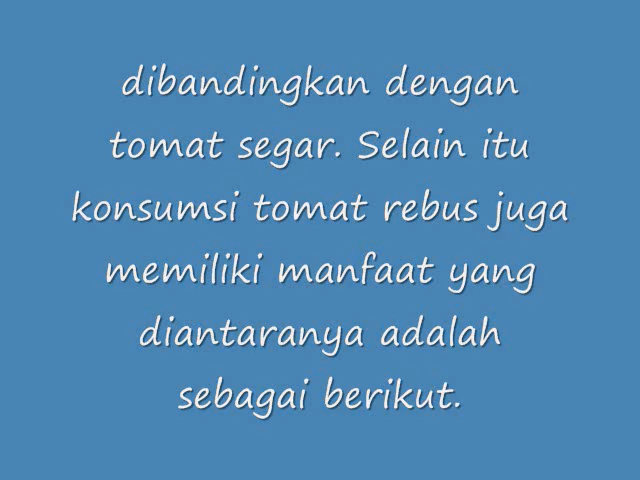 dibandingkan dengan
tomat segar. Selain itu
konsumsi tomat rebus juga
memiliki manfaat yang
diantaranya adalah
sebagai berikut.